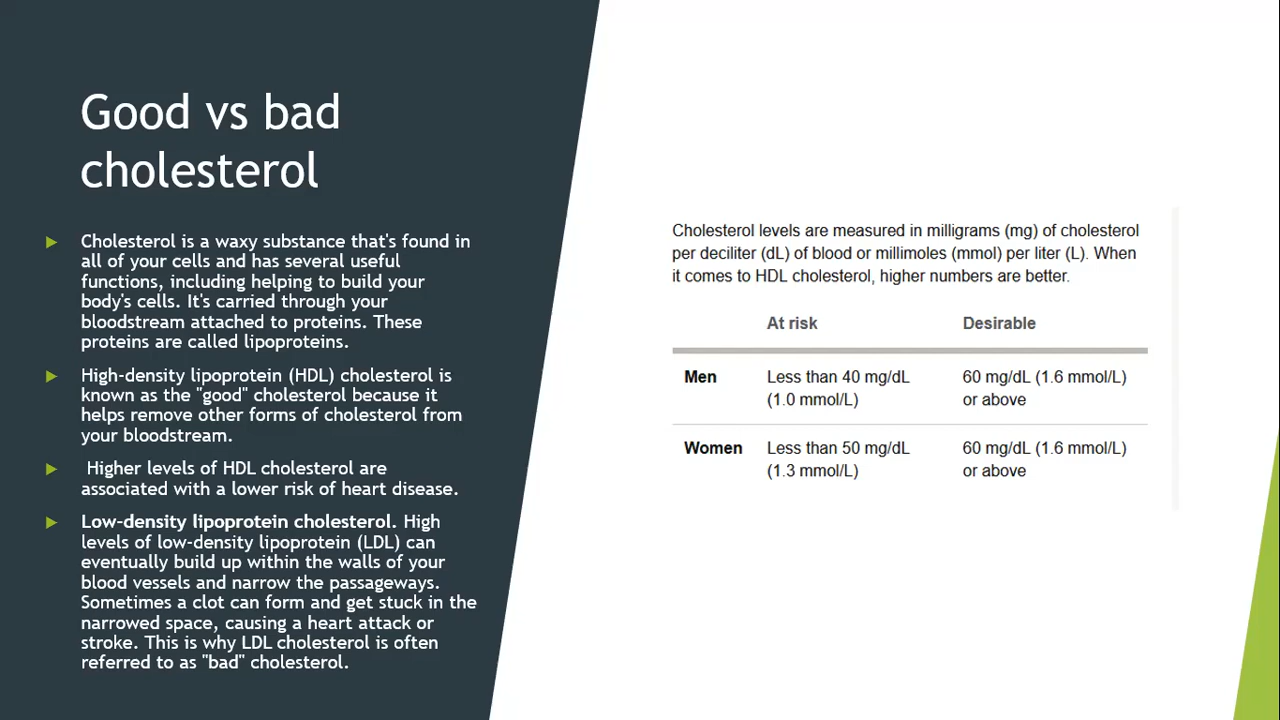 Good vs bad
cholesterol
Cholesterol is a waxy substance that's found in
all of your cells and has several useful
functions, including helping to build your
body's cells. It's carried through your
bloodstream attached to proteins. These
proteins are called lipoproteins.
High-density lipoprotein (HDL) cholesterol is
known as the "good" cholesterol because it
helps remove other forms of cholesterol from
your bloodstream.
Higher levels of HDL cholesterol are
associated with a lower risk of heart disease.
Low-density lipoprotein cholesterol. High
levels of low-density lipoprotein (LDL) can
eventually build up within the walls of your
blood vessels and narrow the passageways.
Sometimes a clot can form and get stuck in the
narrowed space, causing a heart attack or
stroke. This is why LDL cholesterol is often
referred to as "bad" cholesterol.
Cholesterol levels are measured in milligrams (mg) of cholesterol
per deciliter (dL) of blood or millimoles (mmol) per liter (L). When
it comes to HDL cholesterol, higher numbers are better.
At risk Desirable
Men Less than 40 mg/dL 60 mg/dL (1.6 mmol/L)
(1.0 mmol/L) or above
Women Less than 50 mg/dL 60 mg/dL (1.6 mmol/L)
(1.3 mmol/L) or above